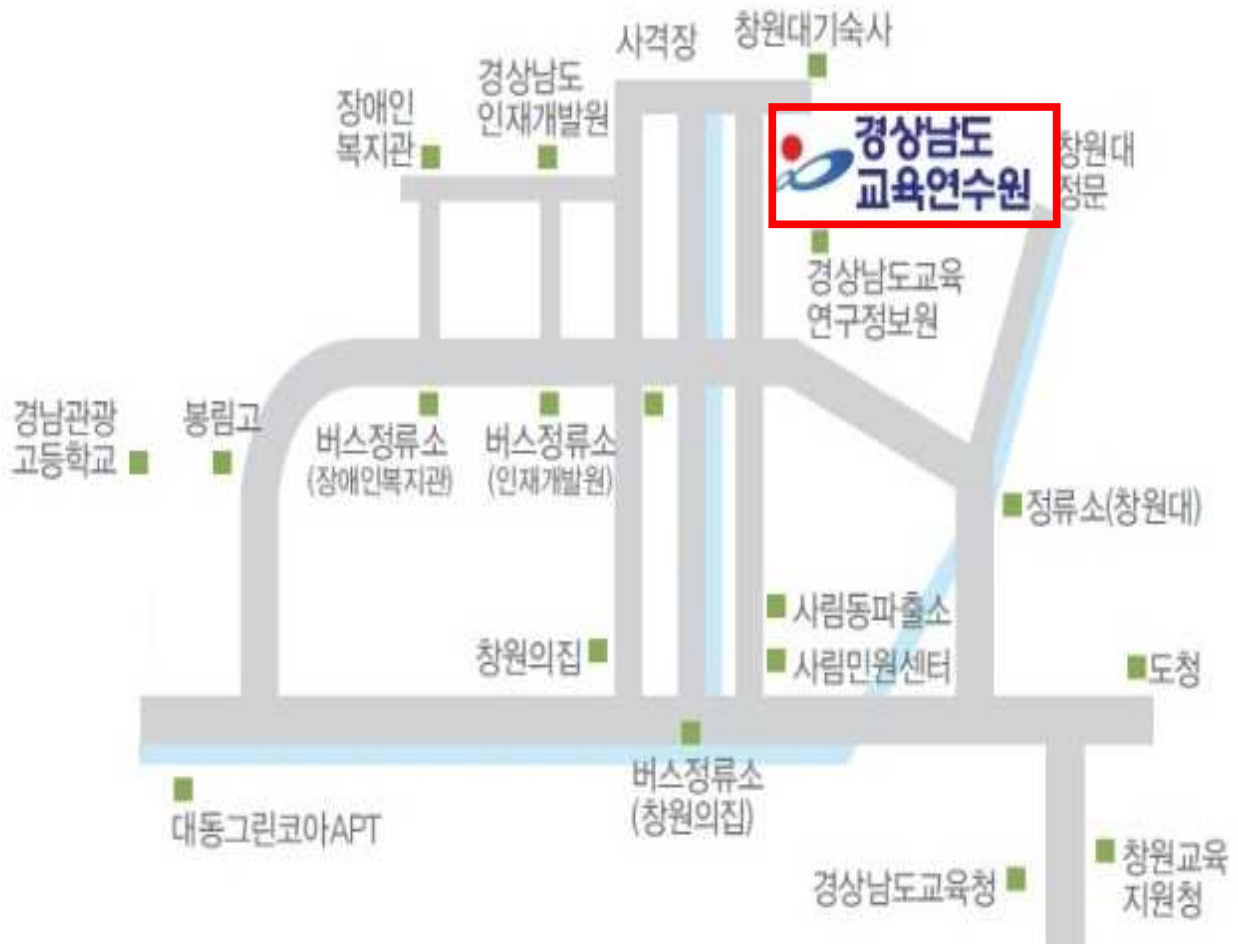 사격장
창원대기숙사
경상남도
인재개발원
장애인
복지관
경상남도
교육연수원
창원대
정문
경상남도교육
연구정보원
경남관광
고등학교
봉림고
버스정류소
(장애인복지관)
버스정류소
(인재개발원)
정류소(창원대)
사림동파출소
창원의집
사림민원센터
도청
버스정류소
(창원의집)
대동그린코아APT
경상남도교육청
창원교육
지원청